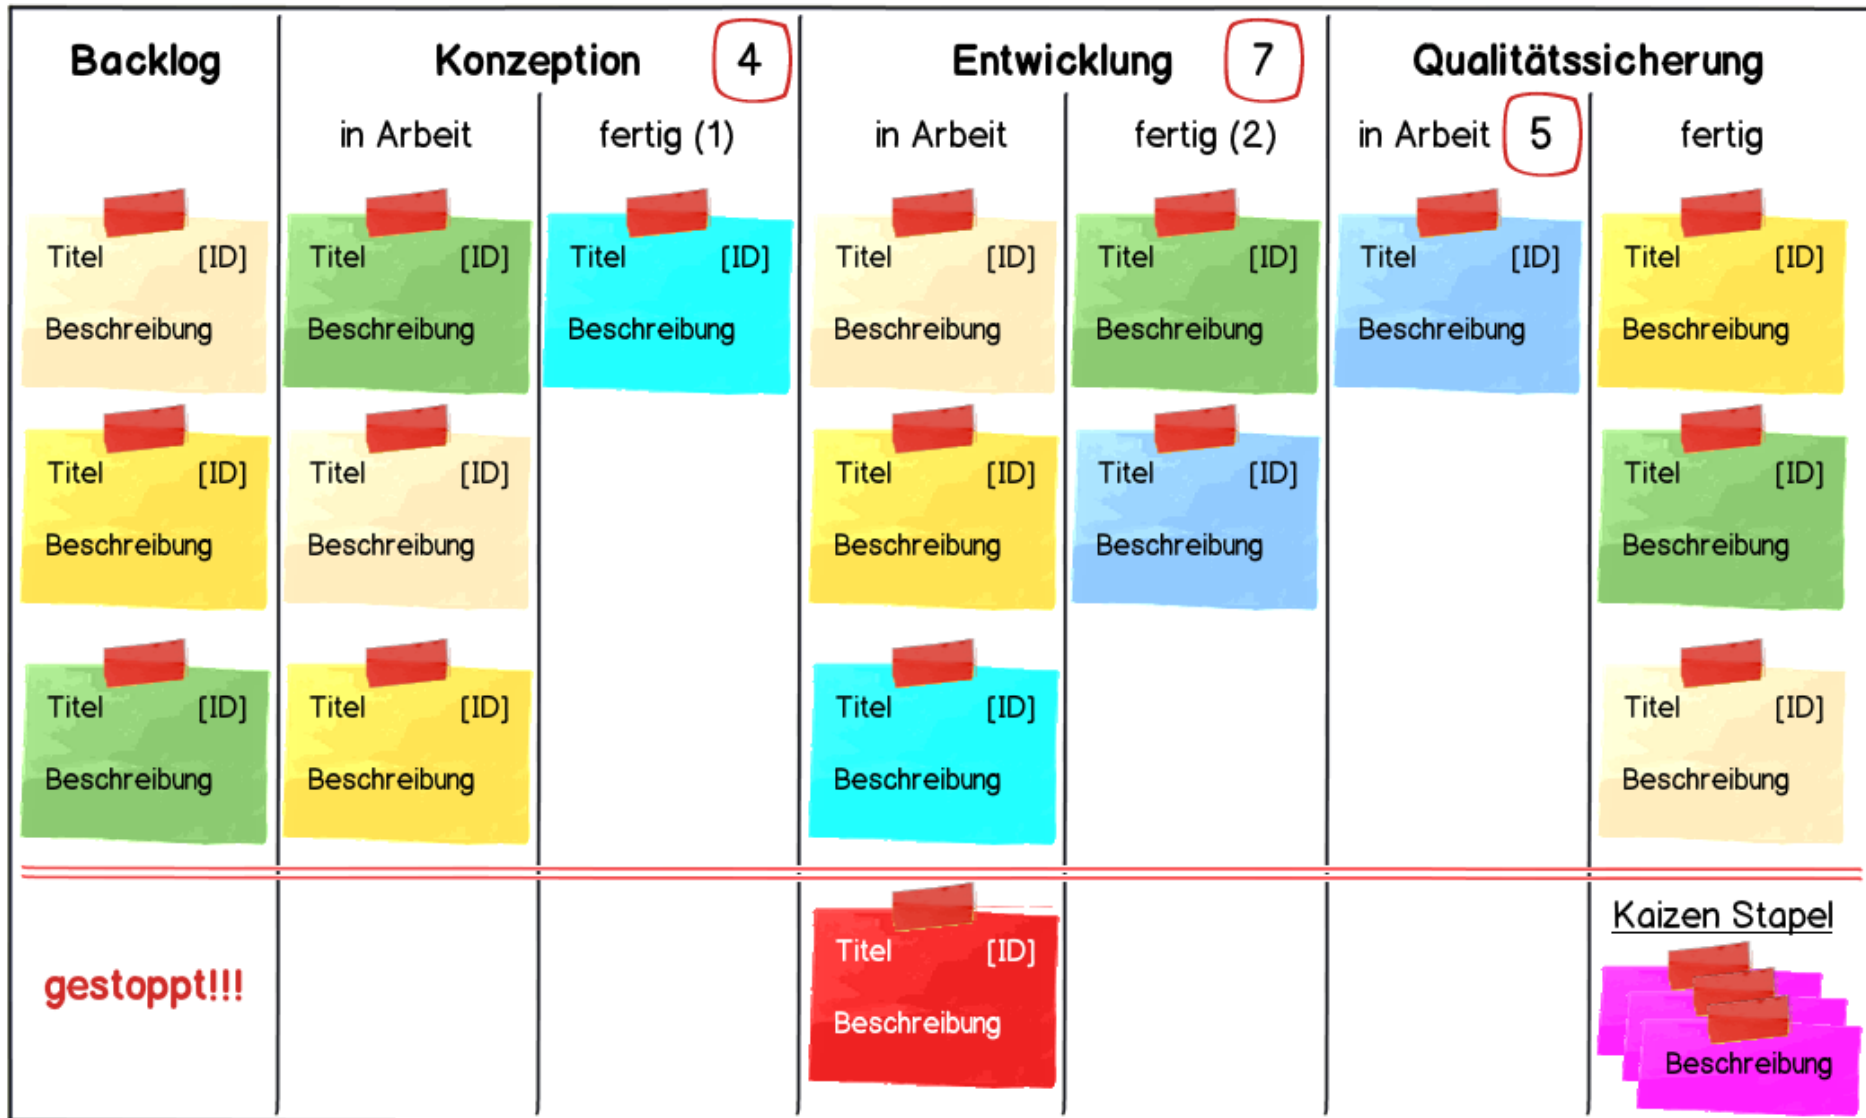 Backlog Konzeption 4 Entwicklung 7 Qualitätssicherung
in Arbeit fertig (1) in Arbeit fertig (2) in Arbeit 5 fertig
Titel [ID] Titel [ID] Titel [ID] Titel [ID] Titel [ID] Titel [ID] Titel [ID]
Beschreibung Beschreibung Beschreibung Beschreibung Beschreibung Beschreibung Beschreibung
Titel [ID] Titel [ID] Titel [ID] Titel [ID] Titel [ID]
Beschreibung Beschreibung Beschreibung Beschreibung Beschreibung
Titel [ID] Titel [ID] Titel [ID] Titel [ID]
Beschreibung Beschreibung Beschreibung Beschreibung
Kaizen Stapel
Titel [ID]
gestoppt!!!
Beschreibung
Beschreibung